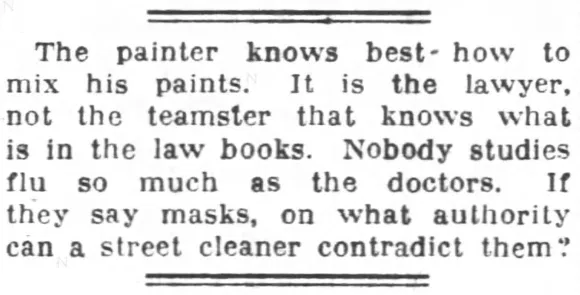 The painter knows best- how to
mix his paints. It is the lawyer,
not the teamster that knows what
is in the law books. Nobody studies
flu so much as the doctors. If
they say masks, on what authority
can a street cleaner contradict them?